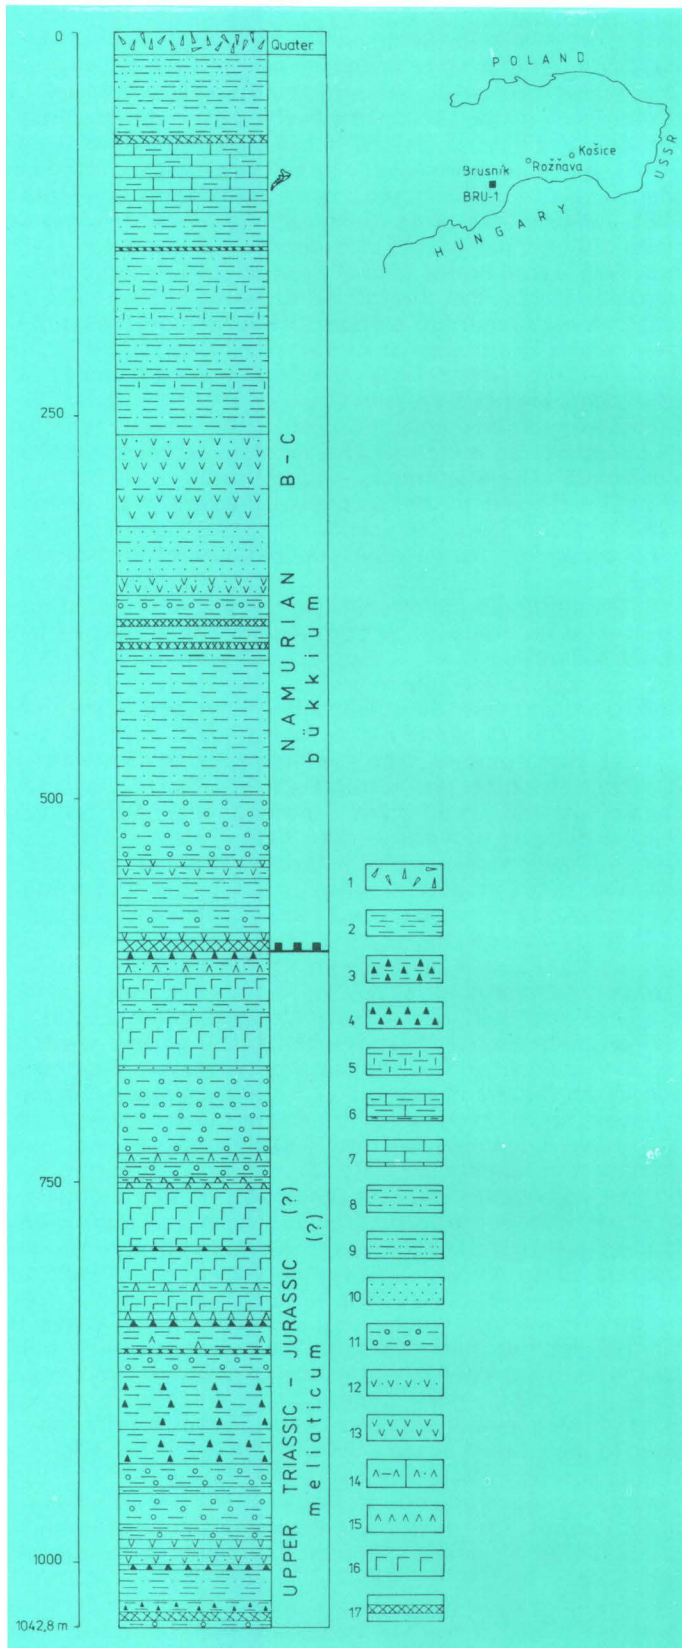 0
Quater.
POLAND
Košice
Rožňava
Brusník
BRU-1
USSR
HUNGARY
250
NAMURIAN B-C
bükkium
500
750
UPPER TRIASSIC - JURASSIC (?)
meliaticum (?)
1000
1042,8 m
1
2
3
4
5
6
7
8
9
10
11
12
13
14
15
16
17